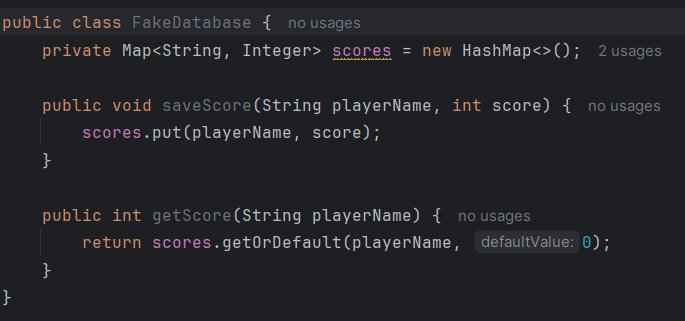 public class FakeDatabase { no usages
private Map<String, Integer> scores = new HashMap<>(); 2 usages
public void saveScore(String playerName, int score) { no usages
scores.put(playerName, score);
}
public int getScore(String playerName) { no usages
return scores.getOrDefault(playerName, defaultValue: 0);
}
}